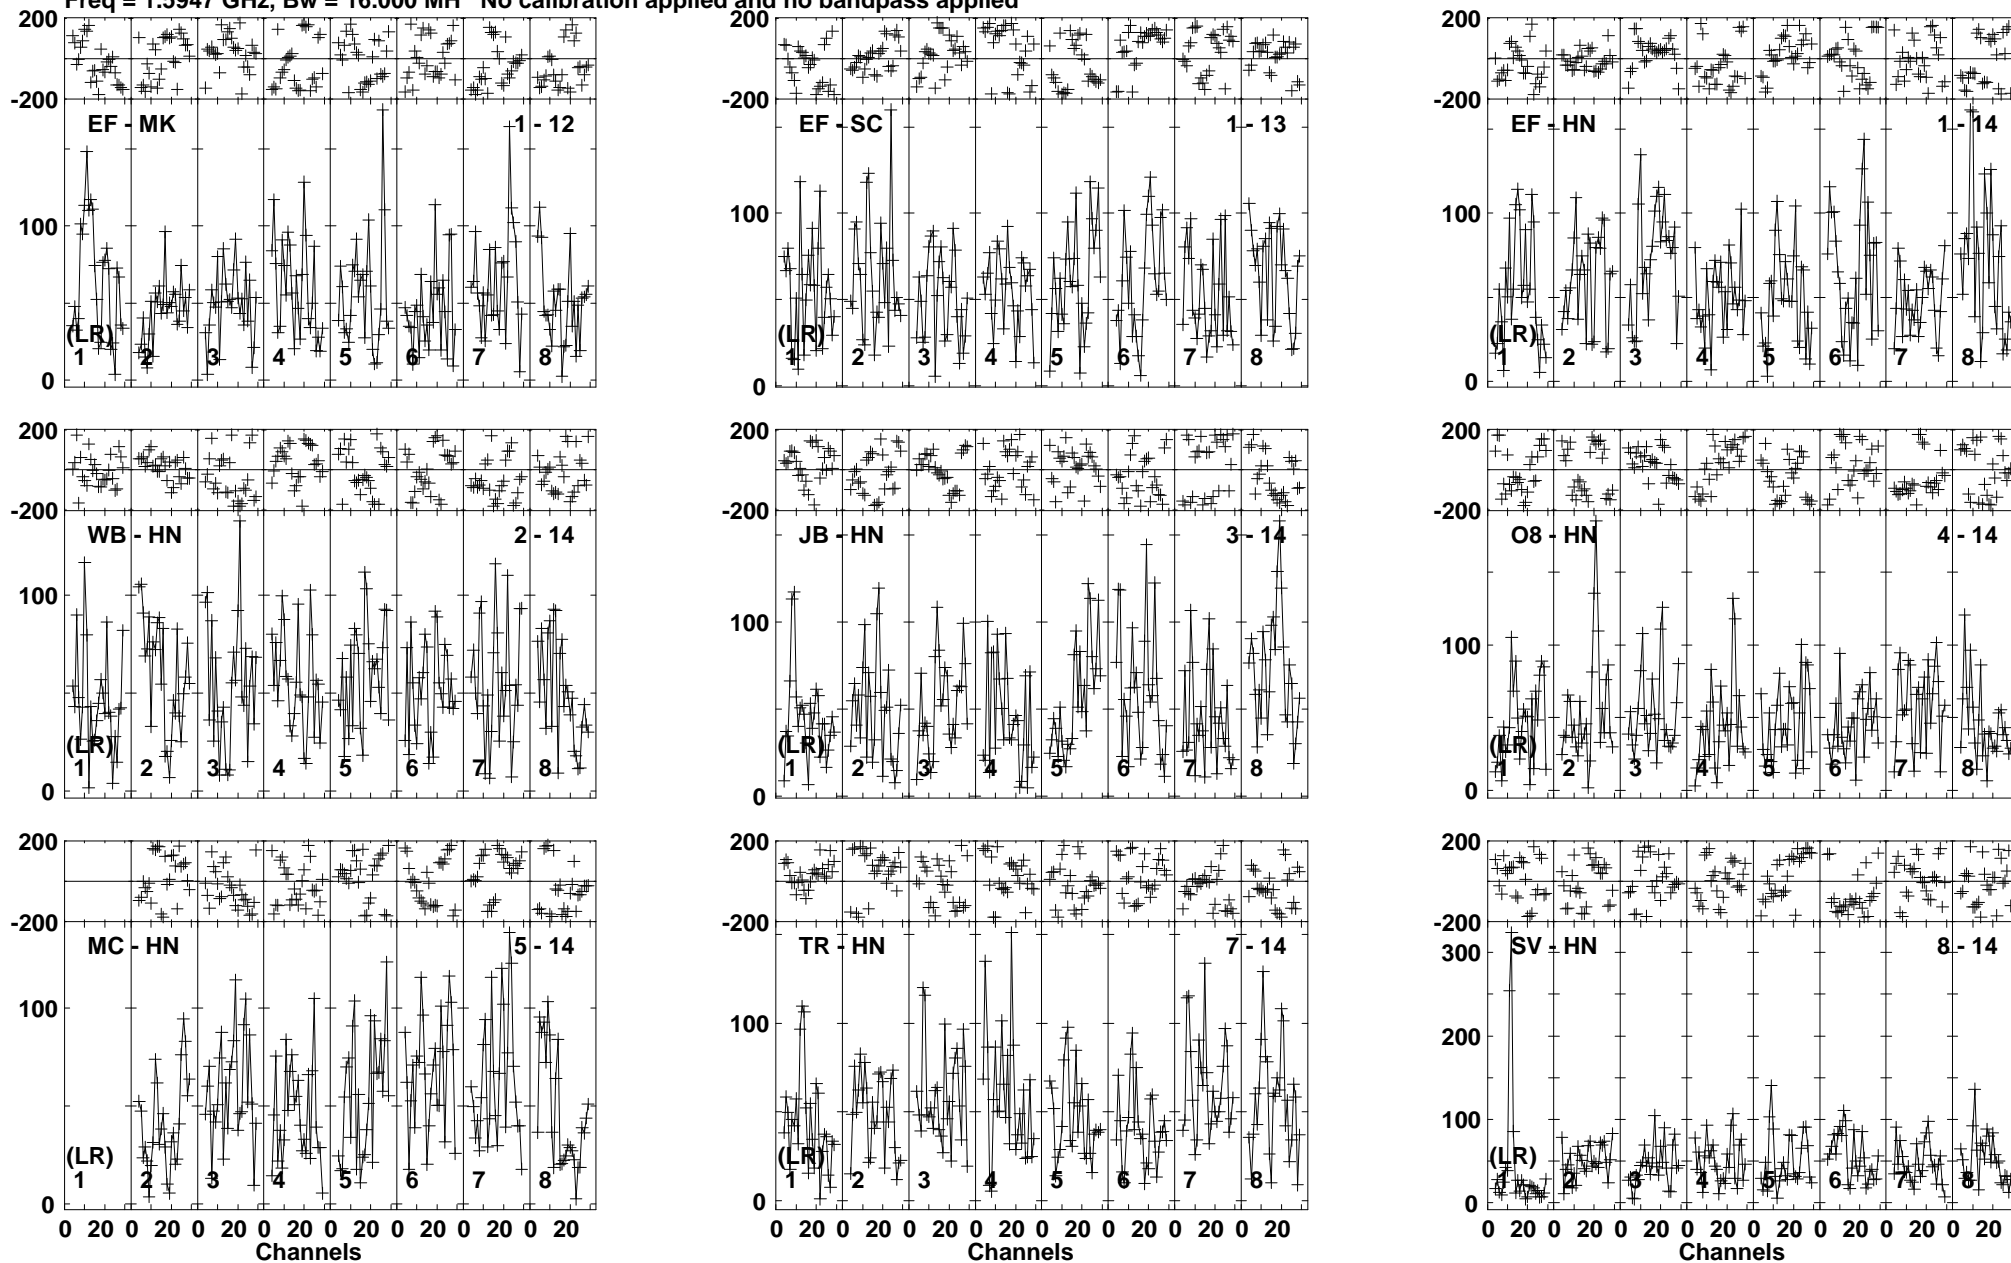 Freq = 1.5947 GHz, Bw = 16.000 MH No calibration applied and no bandpass applied
200 200 200
-200 -200 -200
EF - MK 1 - 12 EF - SC 1 - 13 EF - HN 1 - 14
100 100 100
(LR) (LR) (LR)
1 2 3 4 5 6 7 8 1 2 3 4 5 6 7 8 1 2 3 4 5 6 7 8
0 0 0
200 200 200
-200 -200 -200
WB - HN 2 - 14 JB - HN 3 - 14 O8 - HN 4 - 14
100 100 100
(LR) (LR) (LR)
1 2 3 4 5 6 7 8 1 2 3 4 5 6 7 8 1 2 3 4 5 6 7 8
0 0 0
200 200 200
-200 -200 -200
MC - HN 5 - 14 TR - HN 7 - 14 SV - HN 8 - 14
300
200
100 100 100
(LR) (LR) (LR)
1 2 3 4 5 6 7 8 1 2 3 4 5 6 7 8 1 2 3 4 5 6 7 8
0 0 0
0 20 0 20 0 20 0 20 0 20 0 20 0 20 0 20 0 20 0 20 0 20 0 20 0 20 0 20 0 20 0 20 0 20 0 20 0 20 0 20 0 20 0 20 0 20 0 20
Channels Channels Channels